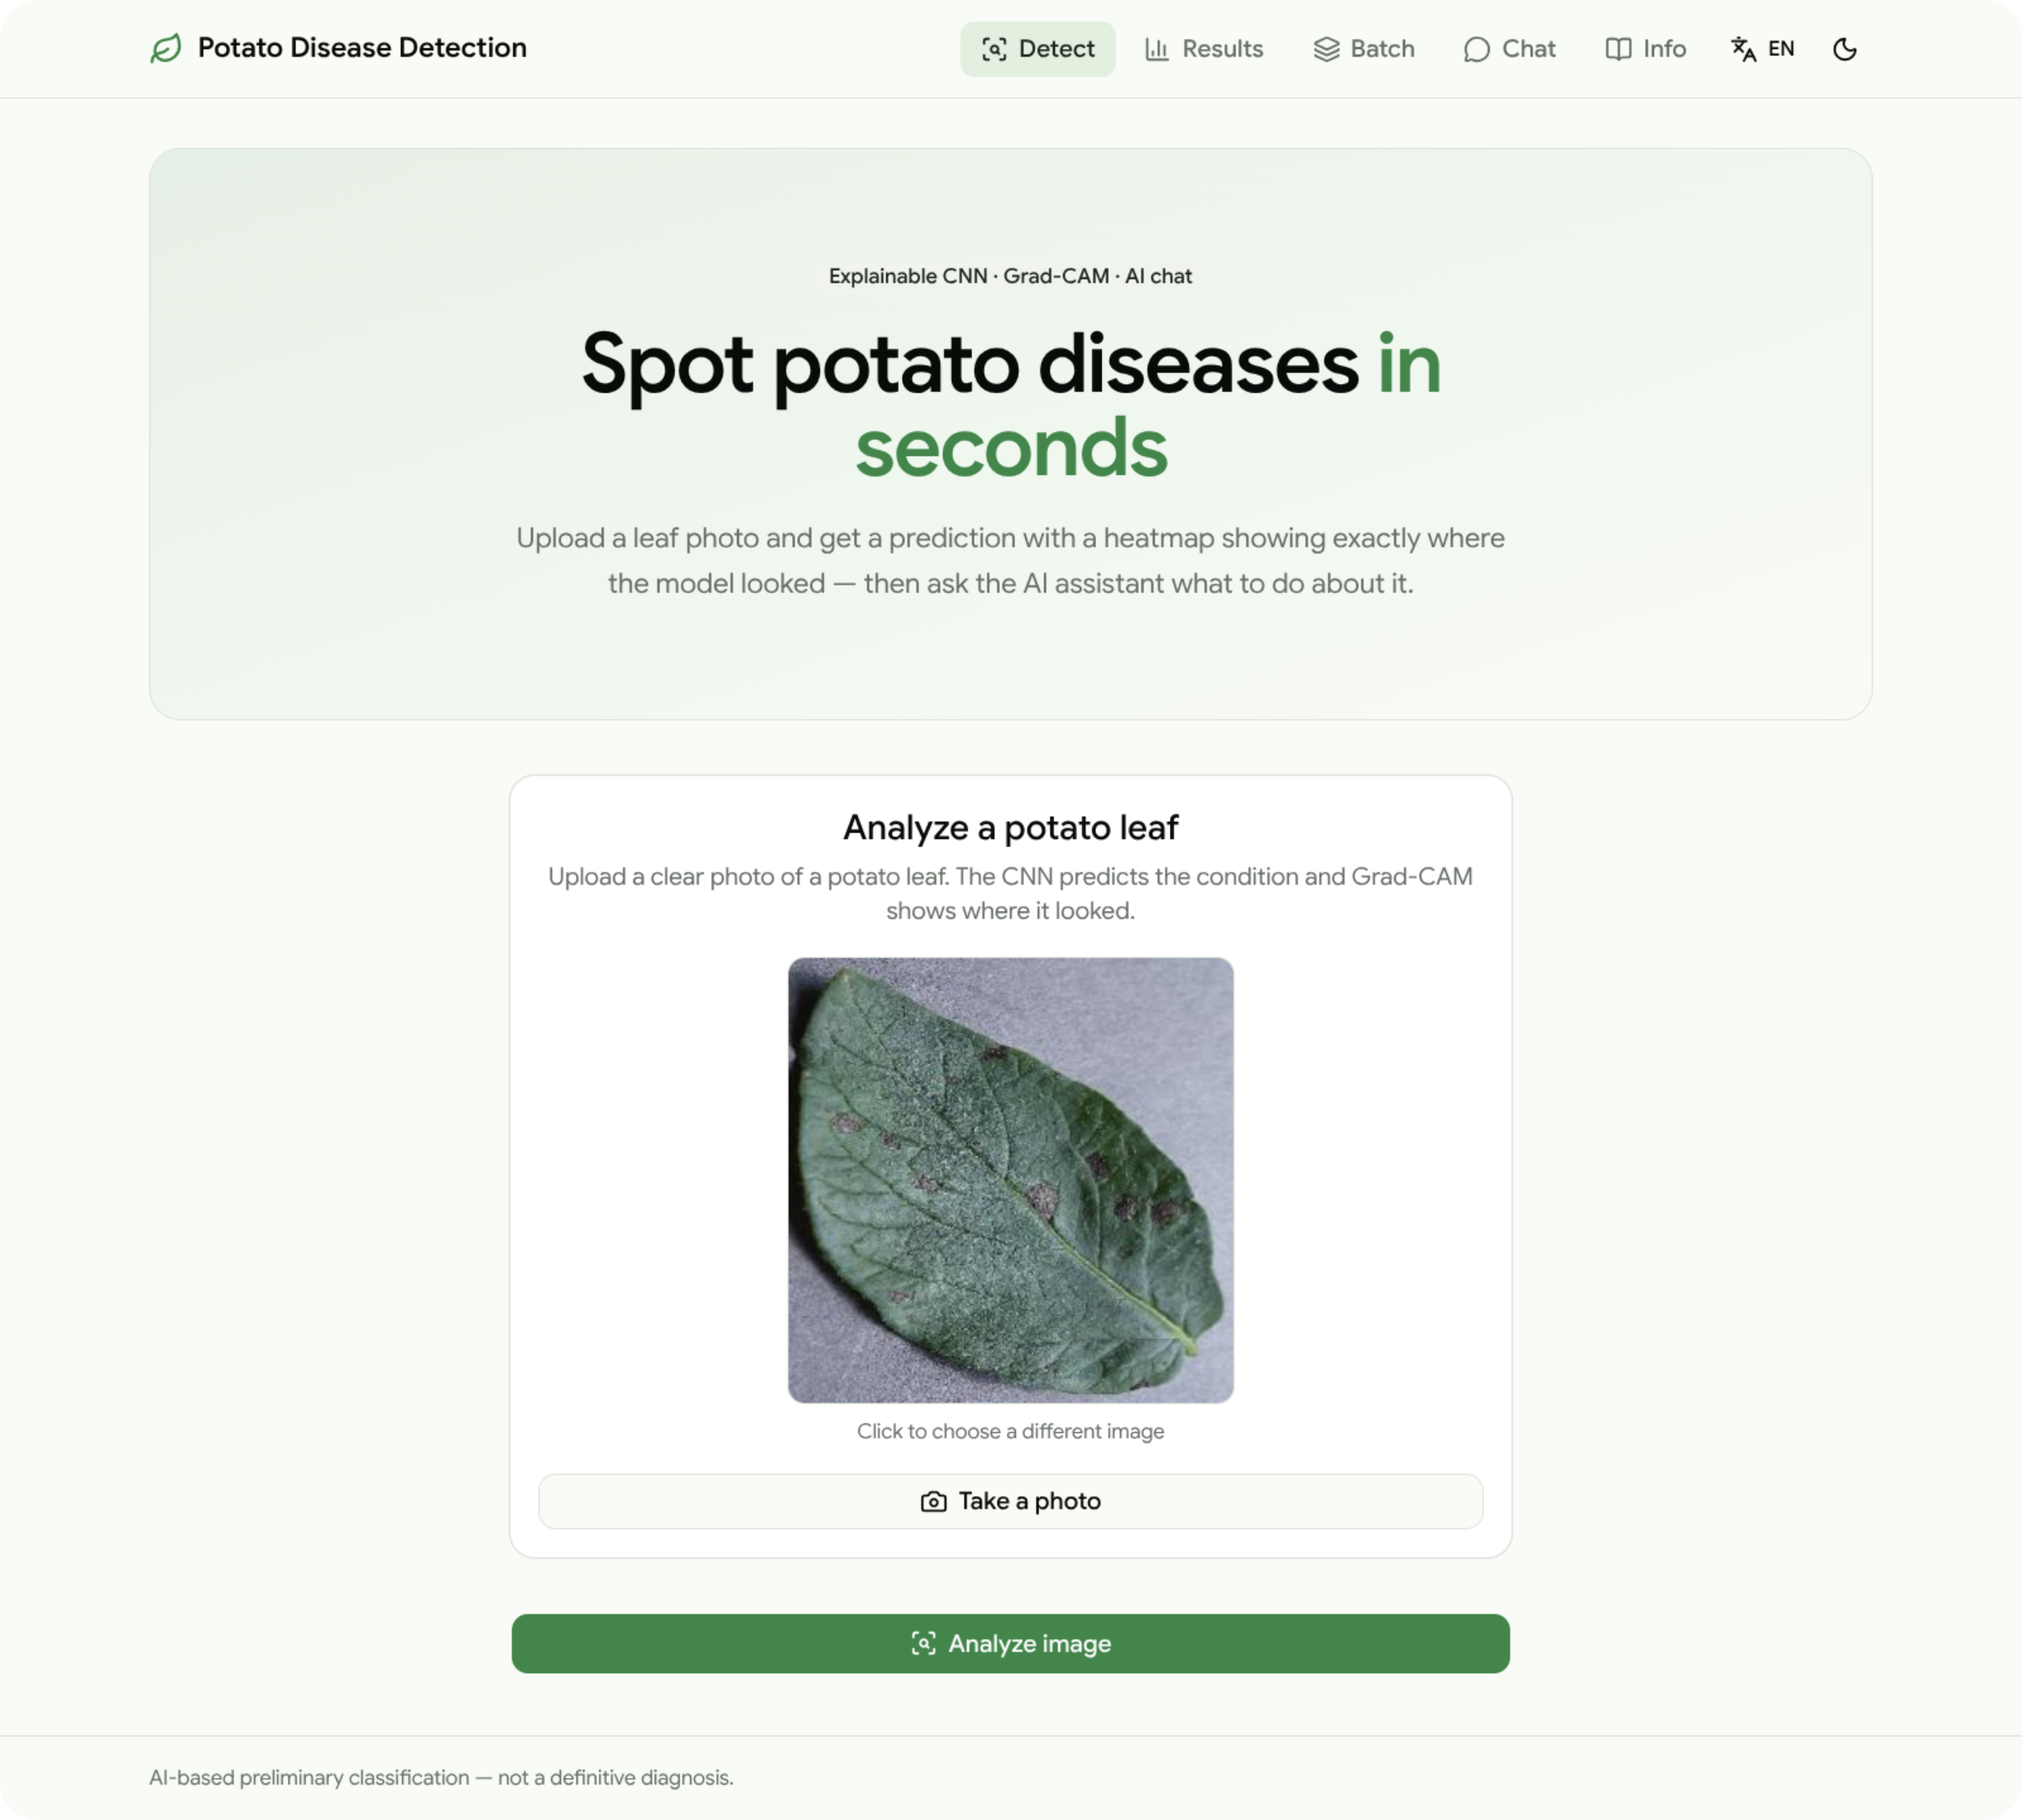 Potato Disease Detection
Detect
Results
Batch
Chat
Info
EN
Explainable CNN · Grad-CAM · AI chat
Spot potato diseases in
seconds
Upload a leaf photo and get a prediction with a heatmap showing exactly where
the model looked — then ask the AI assistant what to do about it.
Analyze a potato leaf
Upload a clear photo of a potato leaf. The CNN predicts the condition and Grad-CAM
shows where it looked.
Click to choose a different image
Take a photo
Analyze image
AI-based preliminary classification — not a definitive diagnosis.